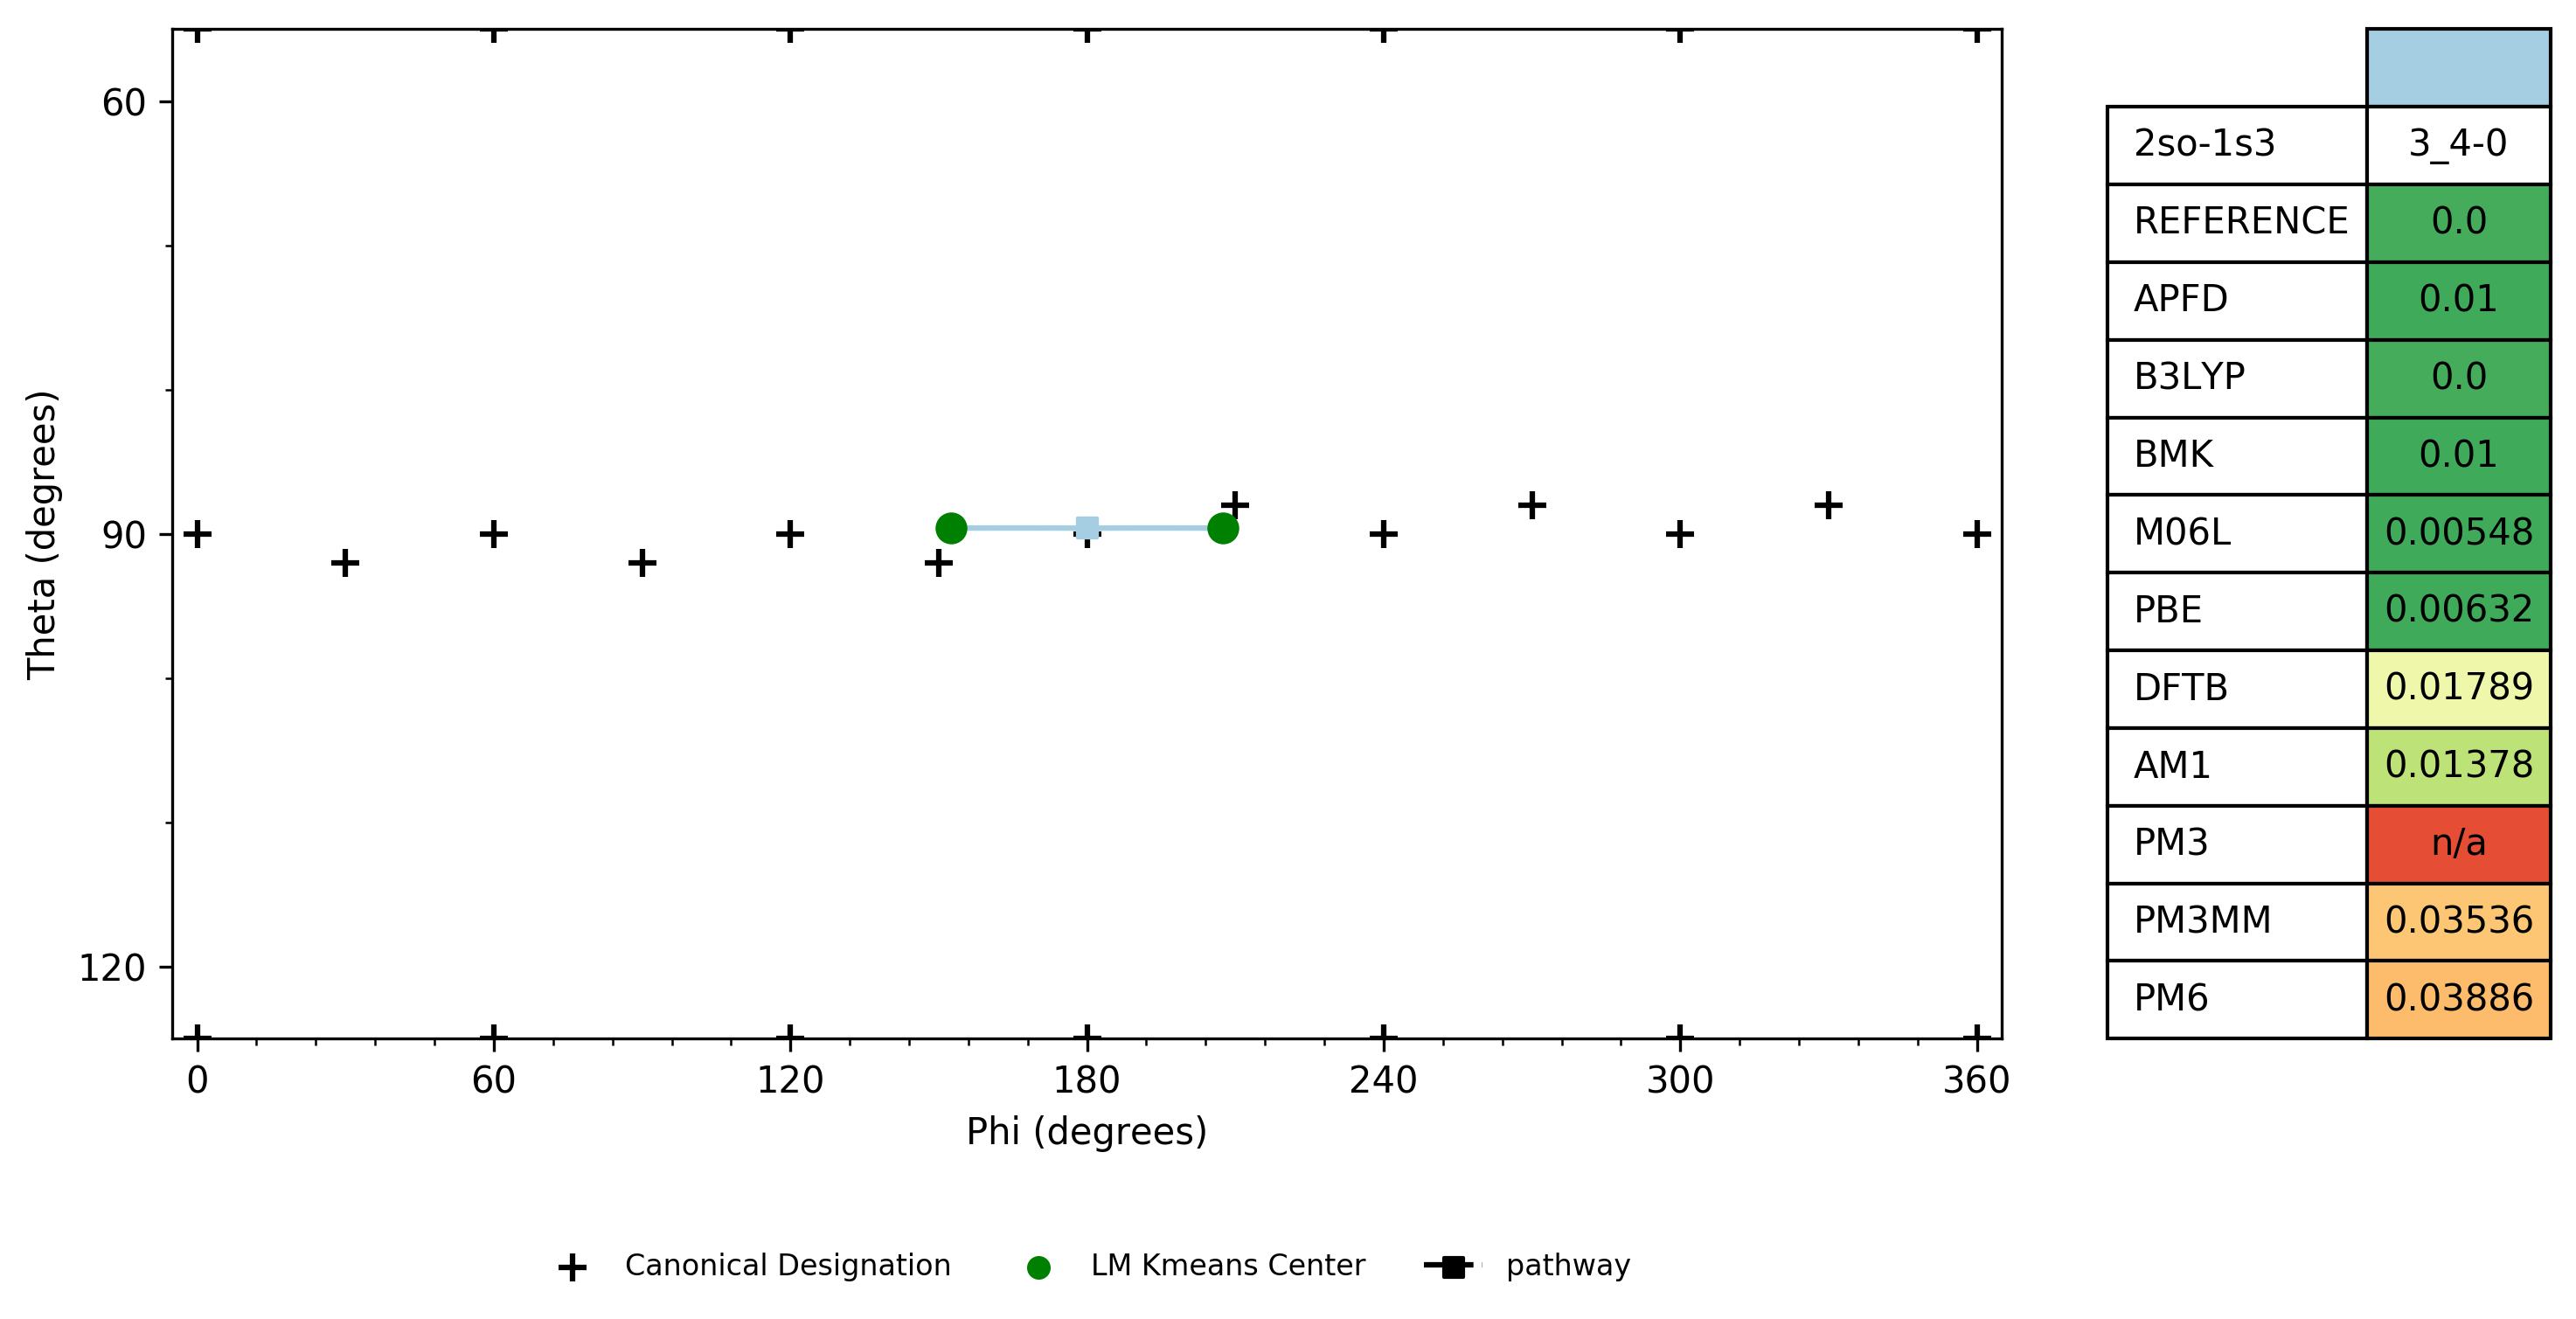 Theta (degrees)
60
90
120
0 60 120 180 240 300 360
Phi (degrees)
Canonical Designation LM Kmeans Center pathway
2so-1s3 3_4-0
REFERENCE 0.0
APFD 0.01
B3LYP 0.0
BMK 0.01
M06L 0.00548
PBE 0.00632
DFTB 0.01789
AM1 0.01378
PM3 n/a
PM3MM 0.03536
PM6 0.03886